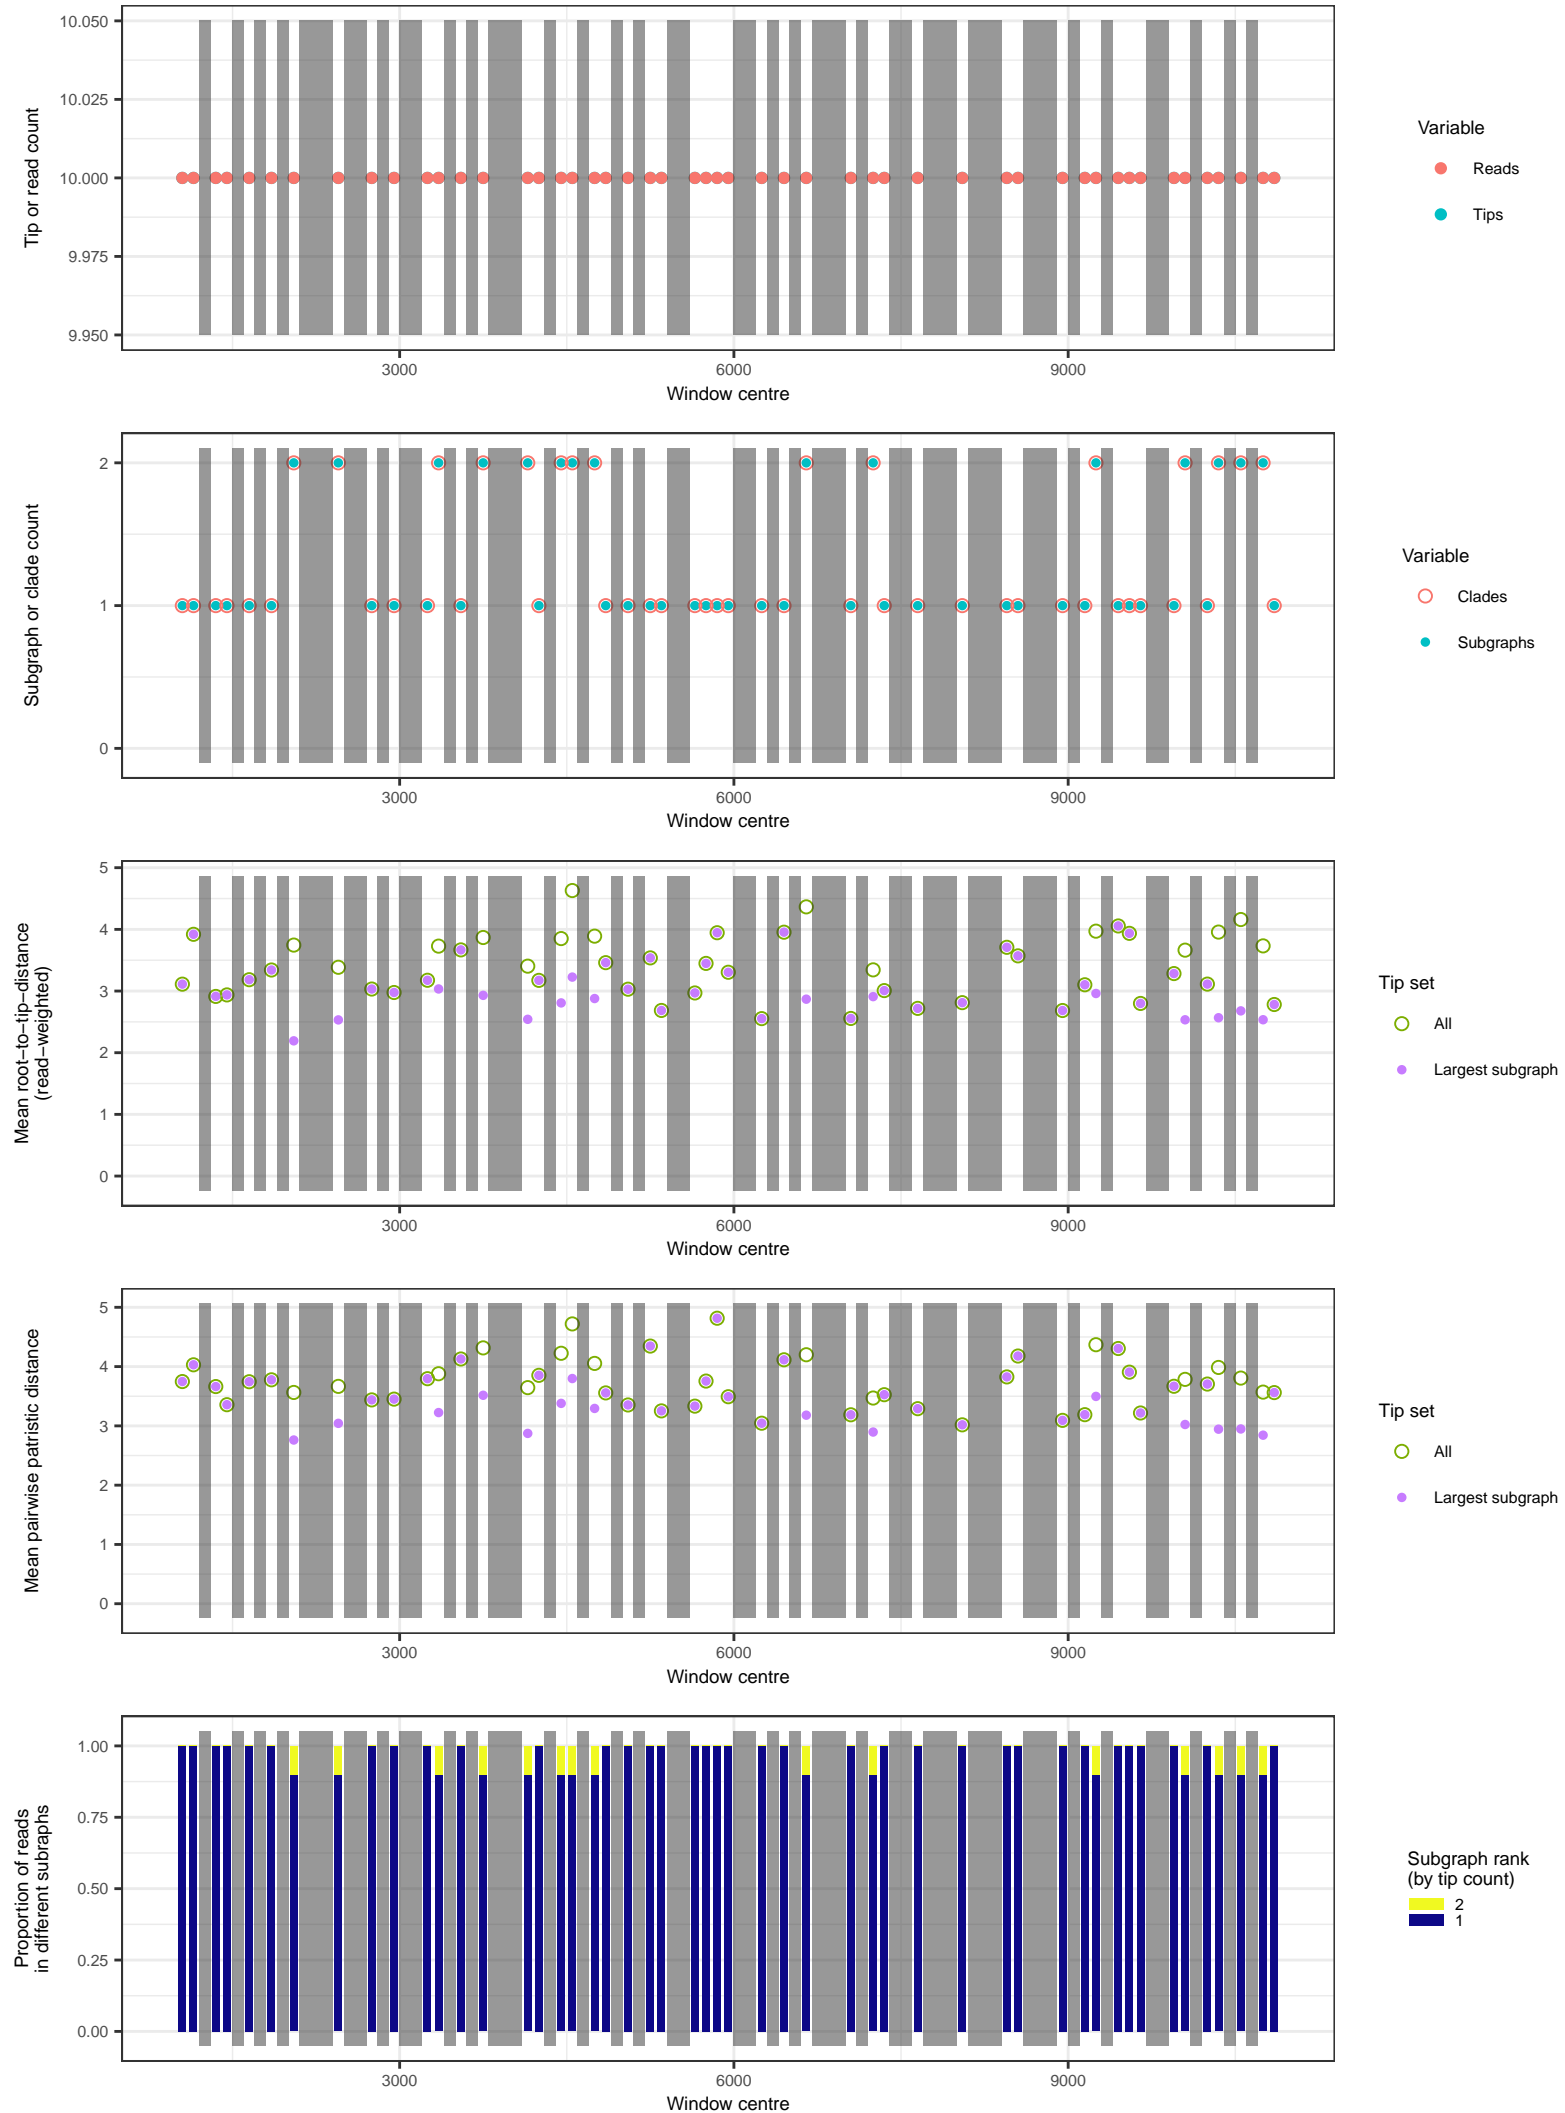 10.050
10.025
10.000
9.975
9.950
Tip or read count
3000
6000
9000
Window centre
Variable
Reads
Tips
2
1
0
Subgraph or clade count
3000
6000
9000
Window centre
Variable
Clades
Subgraphs
5
4
3
2
1
0
Mean root−to−tip−distance
(read−weighted)
3000
6000
9000
Window centre
Tip set
All
Largest subgraph
5
4
3
2
1
0
Mean pairwise patristic distance
3000
6000
9000
Window centre
Tip set
All
Largest subgraph
1.00
0.75
0.50
0.25
0.00
Proportion of reads
in different subraphs
3000
6000
9000
Window centre
Subgraph rank
(by tip count)
2
1